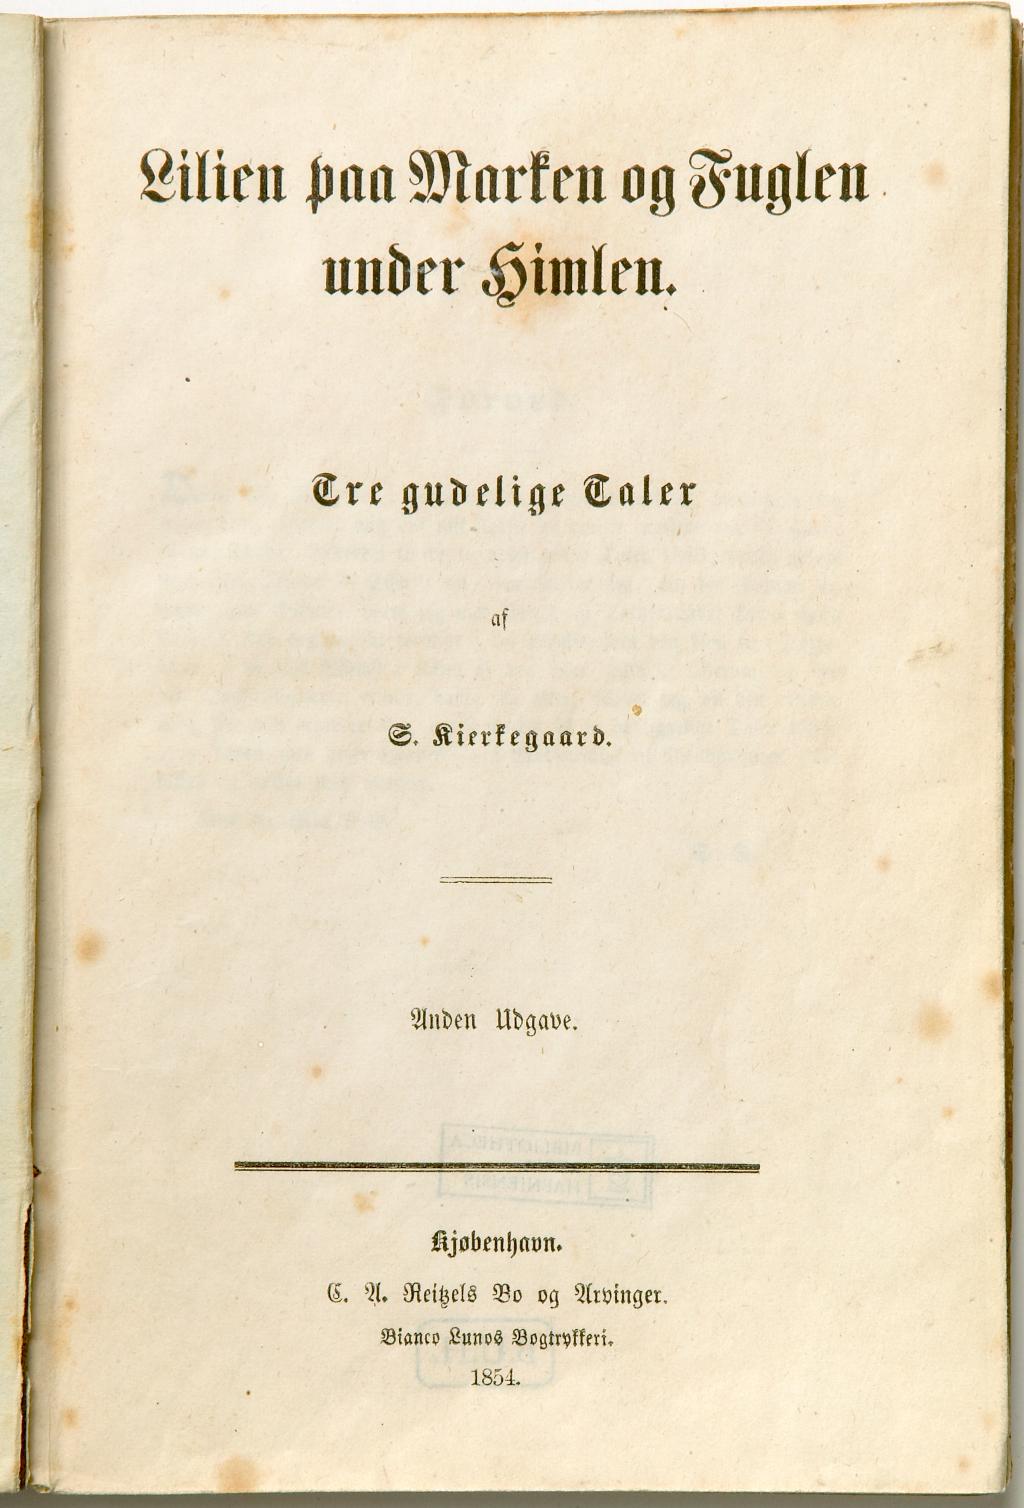 Lilien paa Marken og Fuglen
under Himlen.
Tre gudelige Taler
af
S. Kierkegaard.
Anden Udgave.
BIBLIOTHECA
HAFNIENSIS
Kjøbenhavn.
C. A. Reitzels Bo og Arvinger.
Bianco Lunos Bogtrykkeri.
1854.